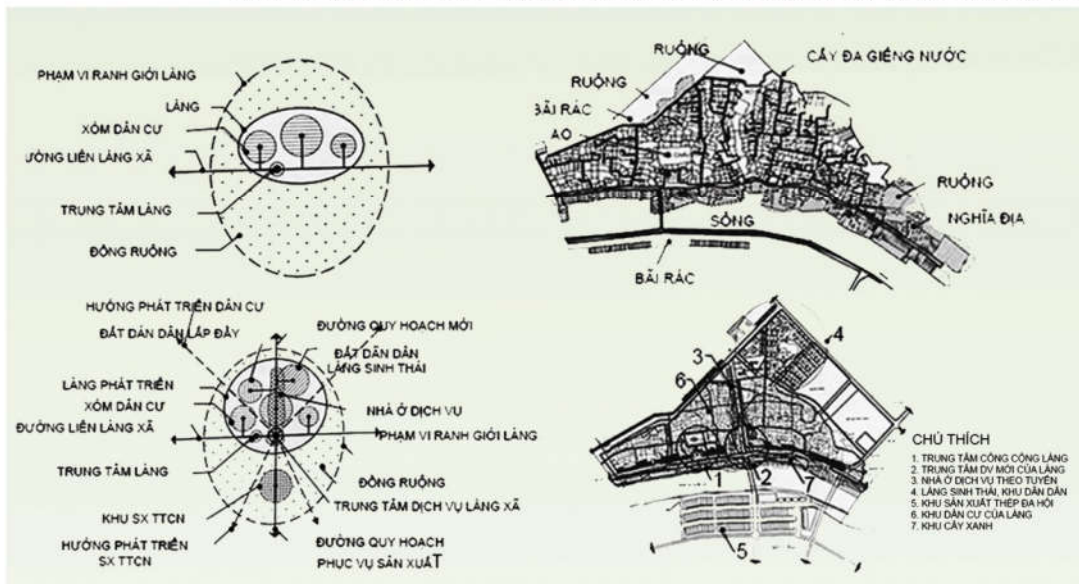 PHẠM VI RANH GIỚI LÀNG
LÀNG
XÓM DÂN CƯ
ƯỜNG LIÊN LÀNG XÃ
TRUNG TÂM LÀNG
ĐỒNG RUỘNG
RUỘNG
CÂY ĐA GIẾNG NƯỚC
RUỘNG
BÃI RÁC
AO
RUỘNG
NGHĨA ĐỊA
SÔNG
BÃI RÁC
HƯỚNG PHÁT TRIỂN DÂN CƯ
ĐẤT DÃN DÂN LẤP ĐẦY
LÀNG PHÁT TRIỂN
XÓM DÂN CƯ
ĐƯỜNG LIÊN LÀNG XÃ
TRUNG TÂM LÀNG
KHU SX TTCN
HƯỚNG PHÁT TRIỂN
SX TTCN
ĐƯỜNG QUY HOẠCH MỚI
ĐẤT DÃN DÂN
LÀNG SINH THÁI
NHÀ Ở DỊCH VỤ
PHẠM VI RANH GIỚI LÀNG
ĐỒNG RUỘNG
TRUNG TÂM DỊCH VỤ LÀNG XÃ
ĐƯỜNG QUY HOẠCH
PHỤC VỤ SẢN XUẤT
4
3
6
1
2
7
5
CHÚ THÍCH
1. TRUNG TÂM CÔNG CỘNG LÀNG
2. TRUNG TÂM DV MỚI CỦA LÀNG
3. NHÀ Ở DỊCH VỤ THEO TUYẾN
4. LÀNG SINH THÁI, KHU DÃN DÂN
5. KHU SẢN XUẤT THÉP ĐA HỘI
6. KHU DÂN CƯ CỦA LÀNG
7. KHU CÂY XANH